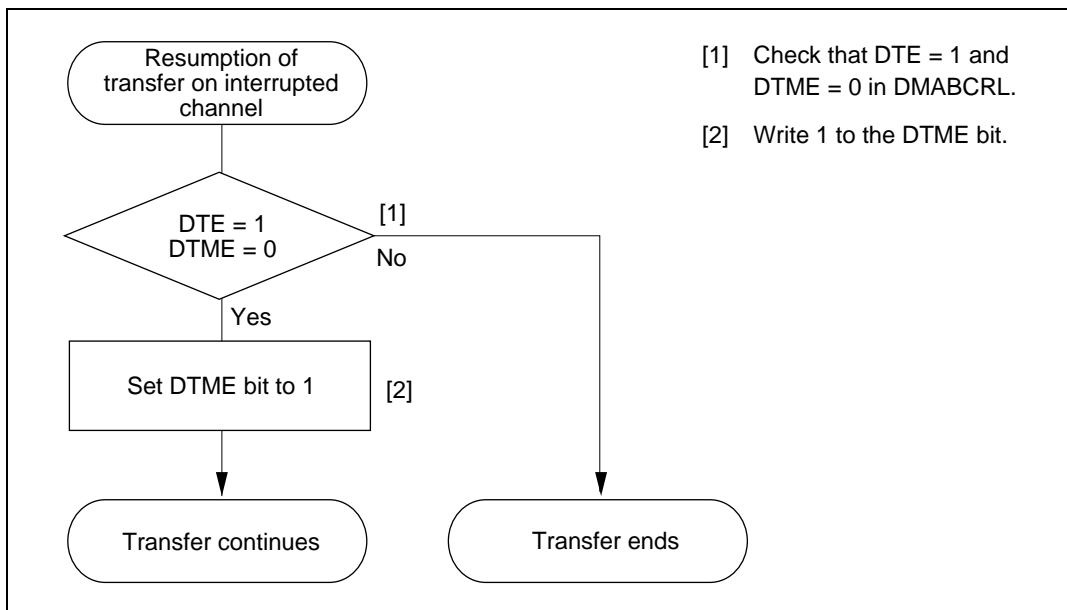 Resumption of
transfer on interrupted
channel
[1] Check that DTE = 1 and
DTME = 0 in DMABCRL.
[2] Write 1 to the DTME bit.
DTE = 1
DTME = 0
[1]
No
Yes
Set DTME bit to 1
[2]
Transfer continues
Transfer ends